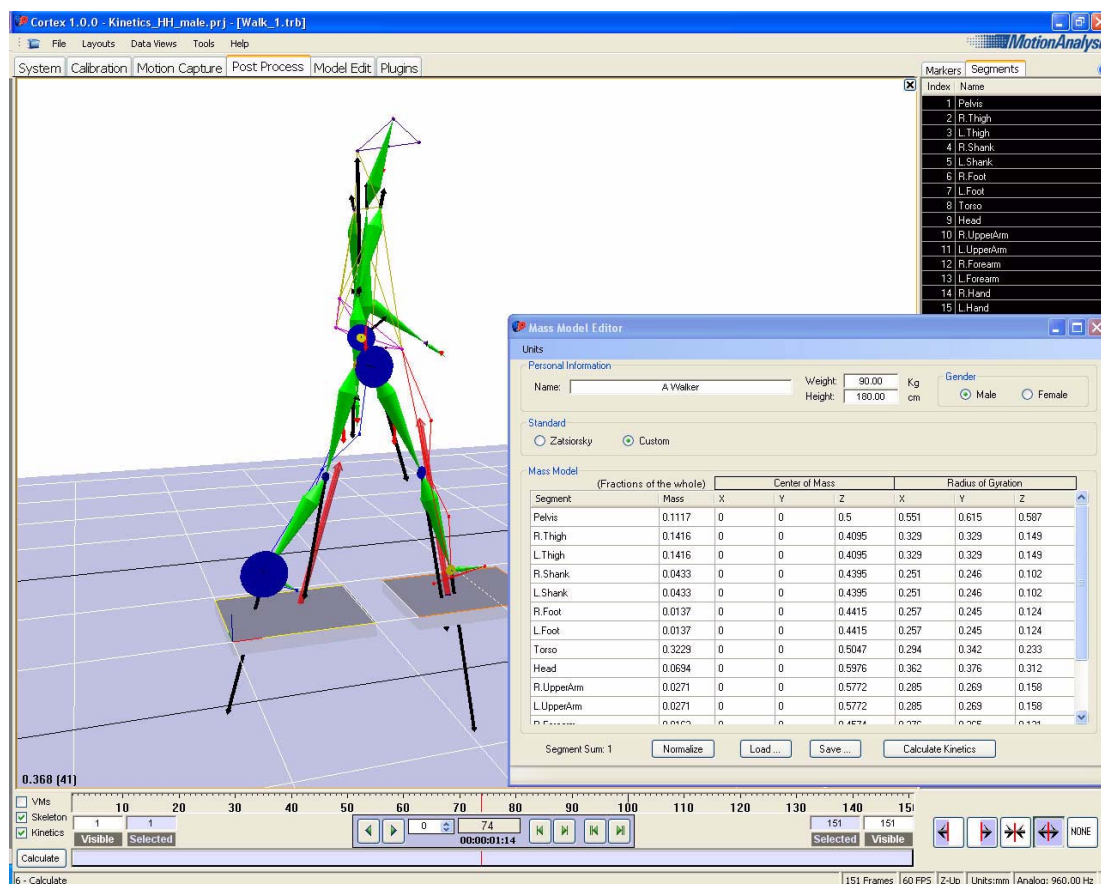 Cortex 1.0.0 - Kinetics_HH_male.prj - [Walk_1.trb]
File Layouts Data Views Tools Help
MotionAnalysi
System Calibration Motion Capture Post Process Model Edit Plugins
Markers Segments
Index Name
1 Pelvis
2 R.Thigh
3 L.Thigh
4 R.Shank
5 L.Shank
6 R.Foot
7 L.Foot
8 Torso
9 Head
10 R.UpperArm
11 L.UpperArm
12 R.Forearm
13 L.Forearm
14 R.Hand
15 L.Hand
Mass Model Editor
Units
Personal Information
Name: A Walker
Weight: 90.00 Kg
Height: 180.00 cm
Gender
Male Female
Standard
Zatsiorsky Custom
Mass Model
(Fractions of the whole) Center of Mass Radius of Gyration
Segment Mass X Y Z X Y Z
Pelvis 0.1117 0 0 0.5 0.551 0.615 0.587
R.Thigh 0.1416 0 0 0.4095 0.329 0.329 0.149
L.Thigh 0.1416 0 0 0.4095 0.329 0.329 0.149
R.Shank 0.0433 0 0 0.4395 0.251 0.246 0.102
L.Shank 0.0433 0 0 0.4395 0.251 0.246 0.102
R.Foot 0.0137 0 0 0.4415 0.257 0.245 0.124
L.Foot 0.0137 0 0 0.4415 0.257 0.245 0.124
Torso 0.3229 0 0 0.5047 0.294 0.342 0.233
Head 0.0694 0 0 0.5976 0.362 0.376 0.312
R.UpperArm 0.0271 0 0 0.5772 0.285 0.269 0.158
L.UpperArm 0.0271 0 0 0.5772 0.285 0.269 0.158
Segment Sum: 1 Normalize Load ... Save ... Calculate Kinetics
0.368 [41]
VMs
Skeleton
Kinetics
10 20 30 40 50 60 70 80 90 100 110 120 130 140 15
1 1 0 74 151 151
Visible Selected 00:00:01:14 Selected Visible
NONE
Calculate
6 - Calculate 151 Frames 60 FPS Z-Up Units:mm Analog: 960.00 Hz